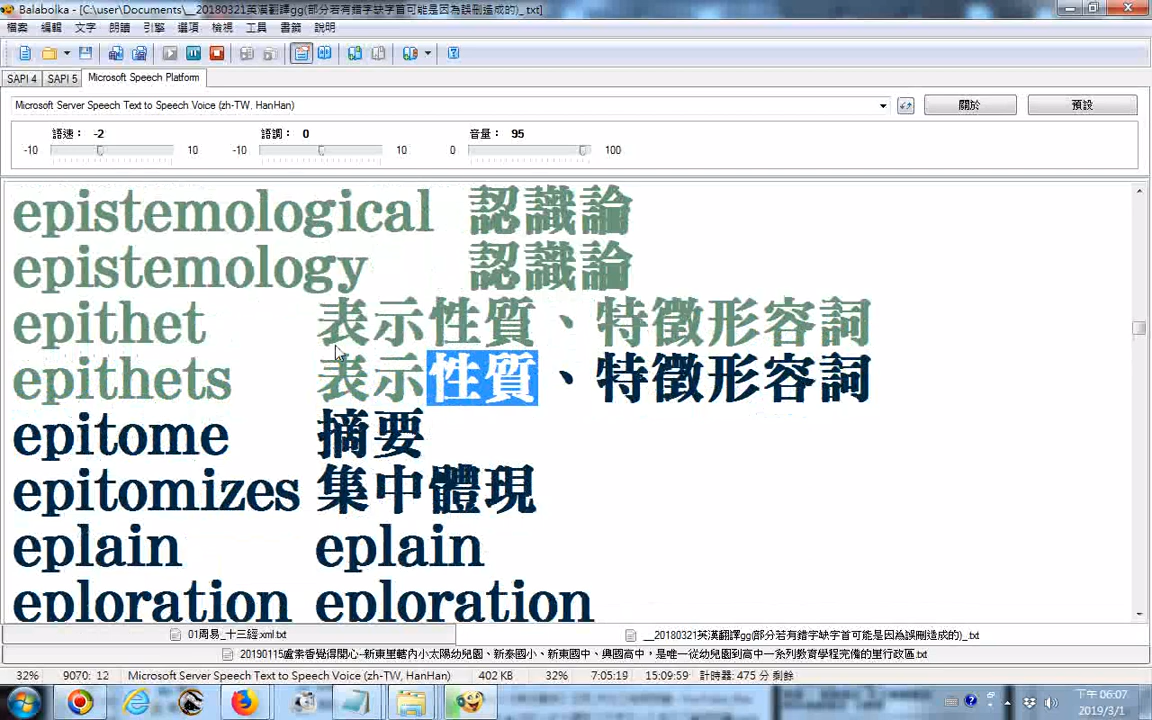 Balabolka - [C:\user\Documents\__20180321英漢翻譯gg(部分若有錯字缺字首可能是因為誤刪造成的)_.txt]
檔案 編輯 文字 朗讀 引擎 選項 檢視 工具 書籤 說明
SAPI 4 SAPI 5 Microsoft Speech Platform
Microsoft Server Speech Text to Speech Voice (zh-TW, HanHan) 關於 預設
語速： -2 語調： 0 音量： 95
-10 10 -10 10 0 100
epistemological 認識論
epistemology 認識論
epithet 表示性質、特徵形容詞
epithets 表示性質、特徵形容詞
epitome 摘要
epitomizes 集中體現
eplain eplain
eploration eploration
01周易_十三經.xml.txt __20180321英漢翻譯gg(部分若有錯字缺字首可能是因為誤刪造成的)_.txt
20190115盧素香覺得開心-新東里轄內小太陽幼兒園、新泰國小、新東國中、興國高中，是唯一從幼兒園到高中一系列教育學程完備的里行政區.txt
32% 9070: 12 Microsoft Server Speech Text to Speech Voice (zh-TW, HanHan) 402 KB 32% 7:05:19 15:09:59 計時器: 475 分 剩餘
下午 06:07
2019/3/1